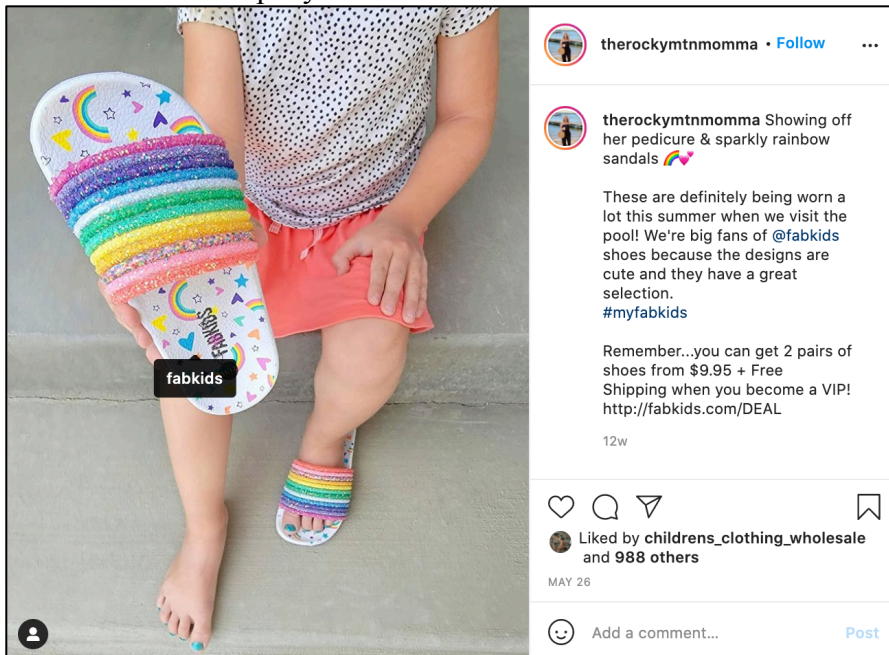 FABKIDS
fabkids
therockymtnmomma • Follow
therockymtnmomma Showing off
her pedicure & sparkly rainbow
sandals 🌈💕
These are definitely being worn a
lot this summer when we visit the
pool! We're big fans of @fabkids
shoes because the designs are
cute and they have a great
selection.
#myfabkids
Remember...you can get 2 pairs of
shoes from $9.95 + Free
Shipping when you become a VIP!
http://fabkids.com/DEAL
12w
Liked by childrens_clothing_wholesale
and 988 others
MAY 26
Add a comment...
Post